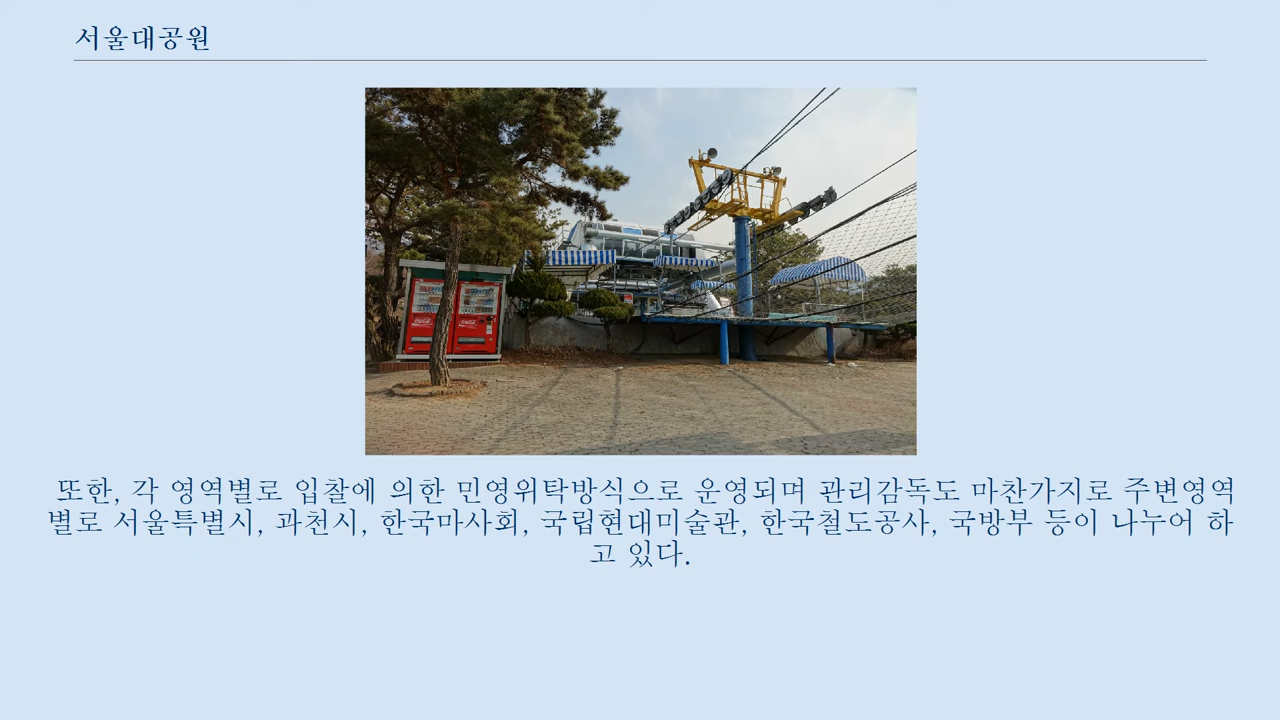 서울대공원
또한, 각 영역별로 입찰에 의한 민영위탁방식으로 운영되며 관리감독도 마찬가지로 주변영역
별로 서울특별시, 과천시, 한국마사회, 국립현대미술관, 한국철도공사, 국방부 등이 나누어 하
고 있다.